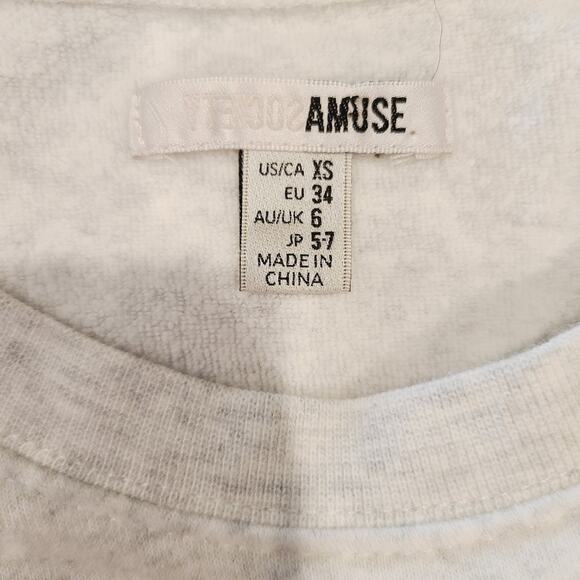 AMUSE
US/CA XS
EU 34
AU/UK 6
JP 5-7
MADE IN
CHINA